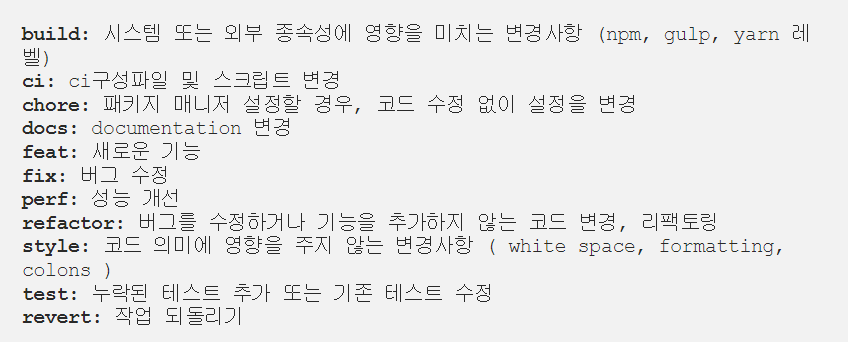 build: 시스템 또는 외부 종속성에 영향을 미치는 변경사항 (npm, gulp, yarn 레
벨)
ci: ci구성파일 및 스크립트 변경
chore: 패키지 매니저 설정할 경우, 코드 수정 없이 설정을 변경
docs: documentation 변경
feat: 새로운 기능
fix: 버그 수정
perf: 성능 개선
refactor: 버그를 수정하거나 기능을 추가하지 않는 코드 변경, 리팩토링
style: 코드 의미에 영향을 주지 않는 변경사항 ( white space, formatting,
colons )
test: 누락된 테스트 추가 또는 기존 테스트 수정
revert: 작업 되돌리기